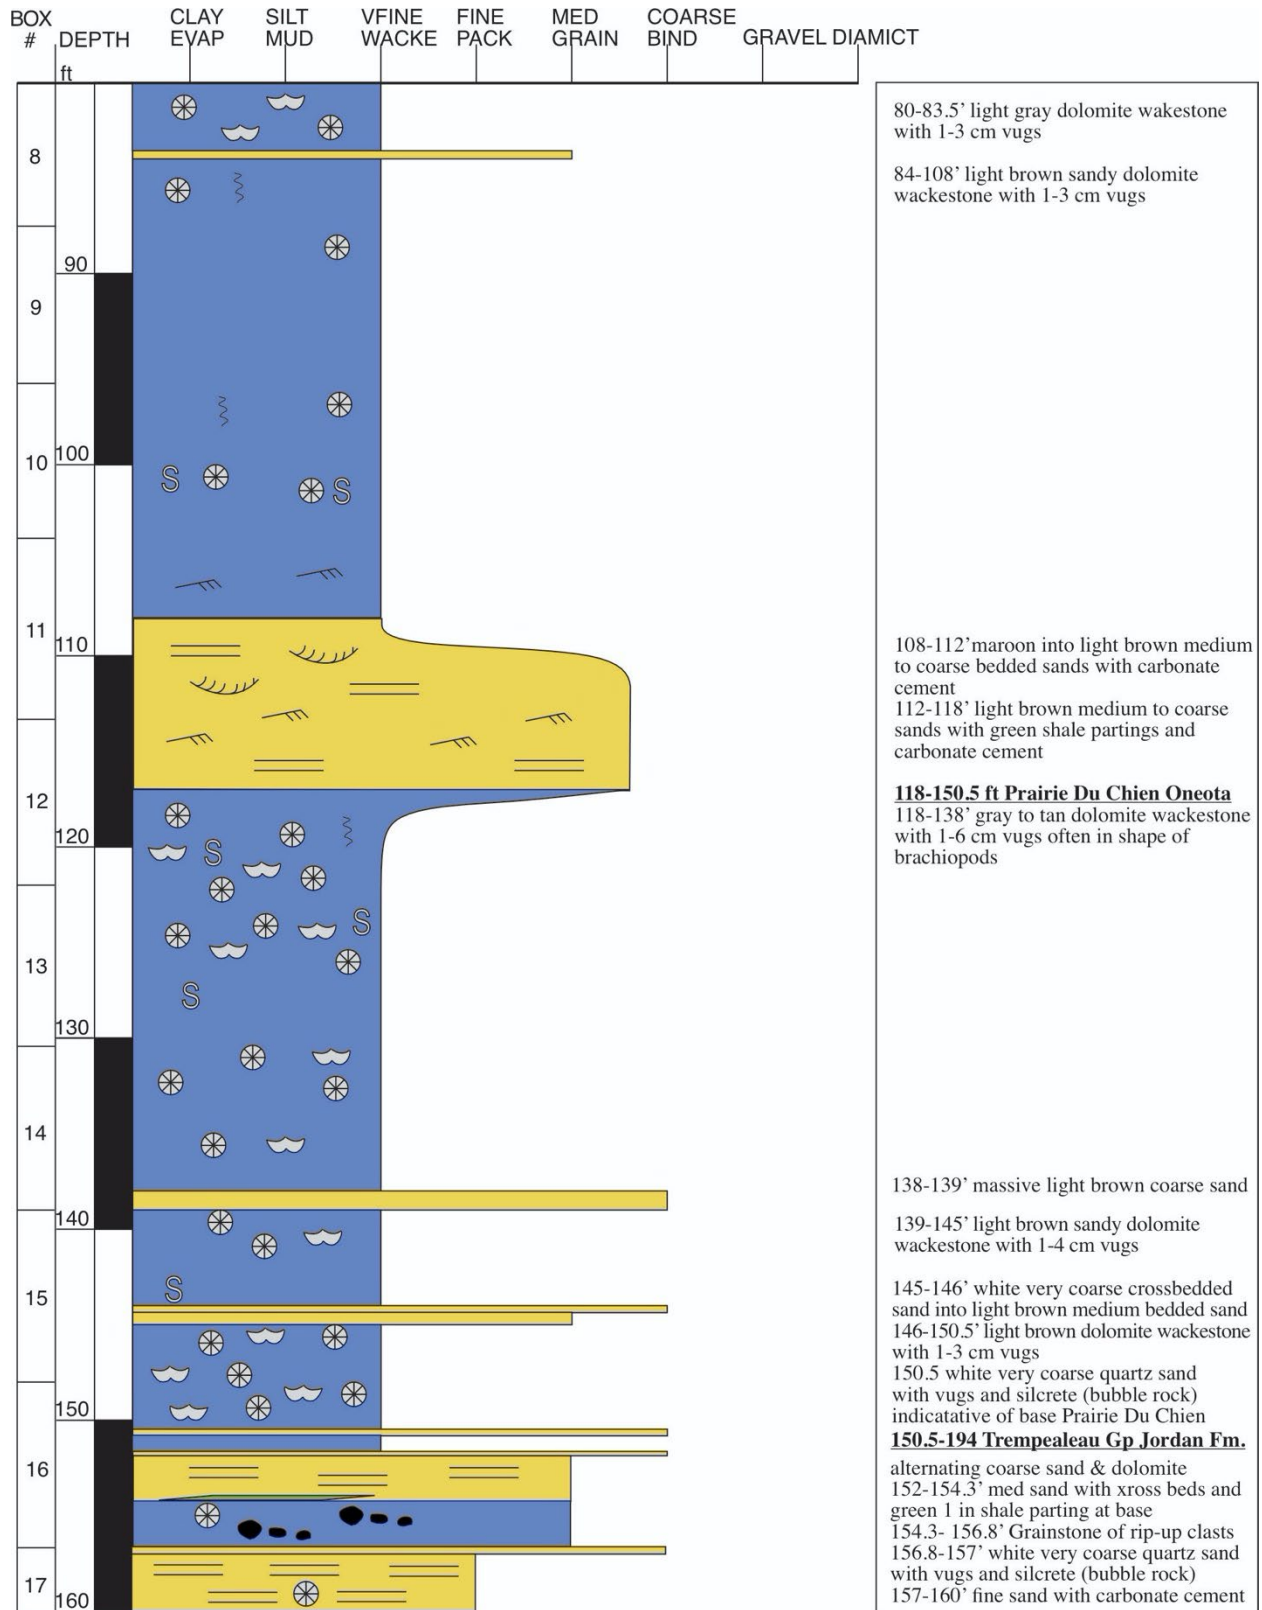 BOX
#
DEPTH
CLAY
EVAP
SILT
MUD
VFINE
WACKE
FINE
PACK
MED
GRAIN
COARSE
BIND
GRAVEL
DIAMICT
ft
80-83.5’ light gray dolomite wakestone
with 1-3 cm vugs
8
84-108’ light brown sandy dolomite
wackestone with 1-3 cm vugs
90
9
100
10
S
S
11
110
108-112’maroon into light brown medium
to coarse bedded sands with carbonate
cement
112-118’ light brown medium to coarse
sands with green shale partings and
carbonate cement
12
118-150.5 ft Prairie Du Chien Oneota
118-138’ gray to tan dolomite wackestone
with 1-6 cm vugs often in shape of
brachiopods
120
S
S
13
S
130
14
138-139’ massive light brown coarse sand
140
139-145’ light brown sandy dolomite
wackestone with 1-4 cm vugs
S
15
145-146’ white very coarse crossbedded
sand into light brown medium bedded sand
146-150.5’ light brown dolomite wackestone
with 1-3 cm vugs
150.5 white very coarse quartz sand
with vugs and silcrete (bubble rock)
indicatative of base Prairie Du Chien
150
150.5-194 Trempealeau Gp Jordan Fm.
16
alternating coarse sand & dolomite
152-154.3’ med sand with xross beds and
green 1 in shale parting at base
154.3- 156.8’ Grainstone of rip-up clasts
156.8-157’ white very coarse quartz sand
with vugs and silcrete (bubble rock)
157-160’ fine sand with carbonate cement
17
160